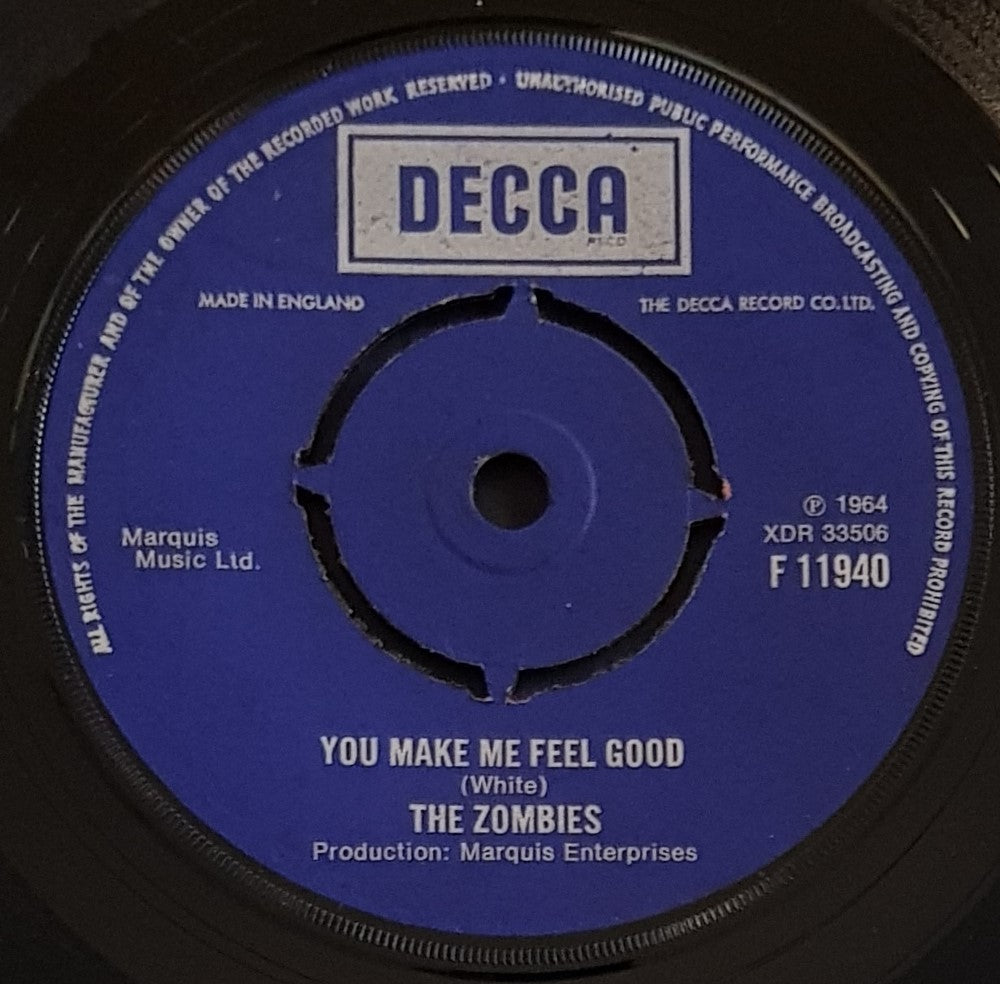 ALL RIGHTS OF THE MANUFACTURER AND OF THE OWNER OF THE RECORDED WORK RESERVED · UNAUTHORISED PUBLIC PERFORMANCE BROADCASTING AND COPYING OF THIS RECORD PROHIBITED
DECCA
MADE IN ENGLAND
THE DECCA RECORD CO. LTD.
℗ 1964
XDR 33506
F 11940
Marquis
Music Ltd.
YOU MAKE ME FEEL GOOD
(White)
THE ZOMBIES
Production: Marquis Enterprises